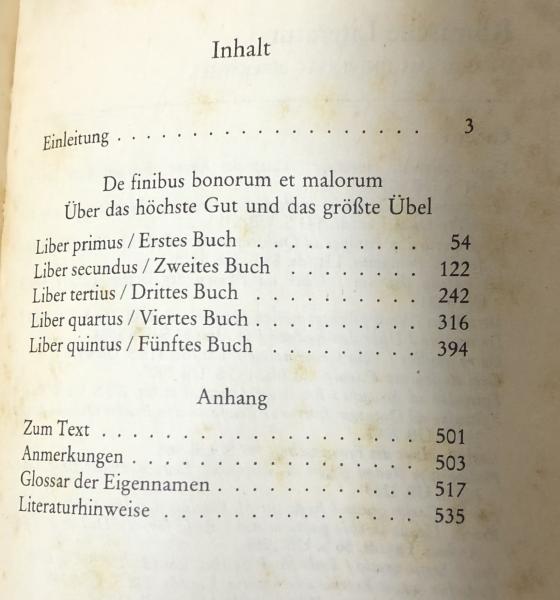 Inhalt
Einleitung . . . . . . . . . . . . . . . . . 3
De finibus bonorum et malorum
Über das höchste Gut und das größte Übel
Liber primus / Erstes Buch . . . . . . . . . 54
Liber secundus / Zweites Buch . . . . . . . 122
Liber tertius / Drittes Buch . . . . . . . . . 242
Liber quartus / Viertes Buch . . . . . . . . . 316
Liber quintus / Fünftes Buch . . . . . . . . 394
Anhang
Zum Text . . . . . . . . . . . . . . . . . 501
Anmerkungen . . . . . . . . . . . . . . . 503
Glossar der Eigennamen . . . . . . . . . . . 517
Literaturhinweise . . . . . . . . . . . . . . 535